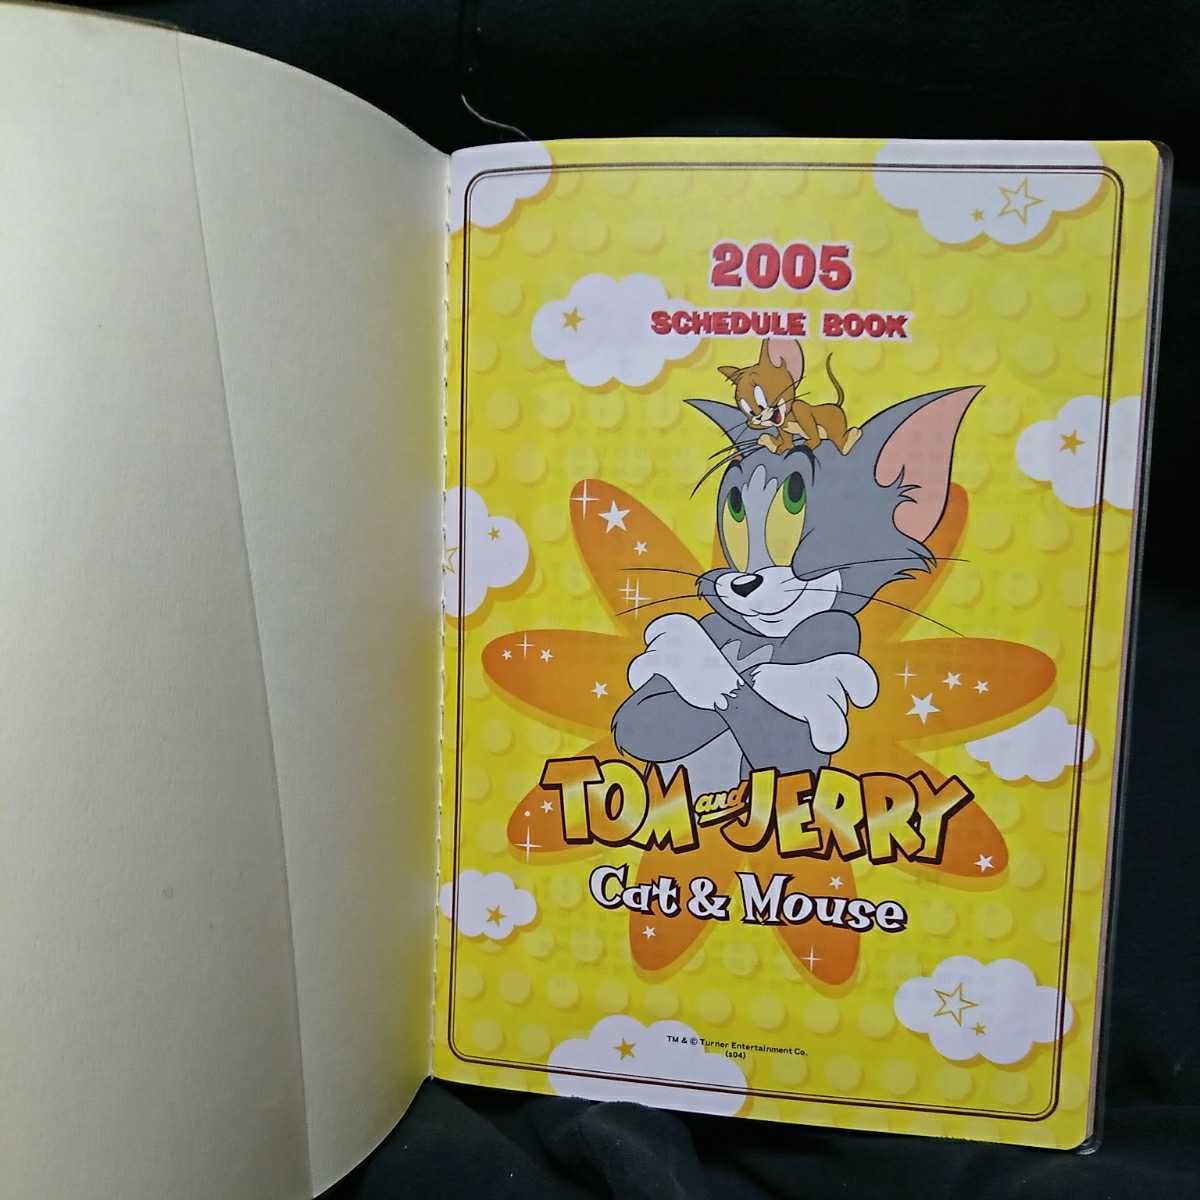 2005
SCHEDULE BOOK
TOM and JERRY
Cat & Mouse
TM & © Turner Entertainment Co.
(s04)